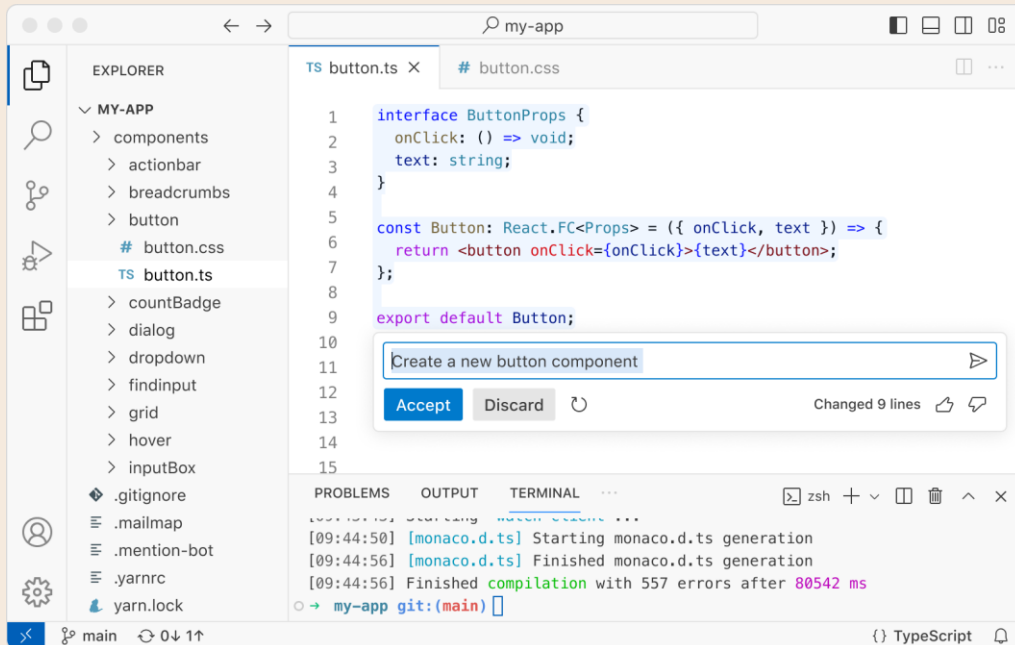 my-app
EXPLORER
MY-APP
components
actionbar
breadcrumbs
button
# button.css
TS button.ts
countBadge
dialog
dropdown
findinput
grid
hover
inputBox
.gitignore
.mailmap
.mention-bot
.yarnrc
yarn.lock
TS button.ts
# button.css
1 interface ButtonProps {
2 onClick: () => void;
3 text: string;
4 }
5
6 const Button: React.FC<Props> = ({ onClick, text }) => {
7 return <button onClick={onClick}>{text}</button>;
8 };
9 export default Button;
10
11
12
13
14
15
Create a new button component
Accept Discard
Changed 9 lines
PROBLEMS OUTPUT TERMINAL
zsh
Starting watch-client ...
[09:44:50] [monaco.d.ts] Starting monaco.d.ts generation
[09:44:56] [monaco.d.ts] Finished monaco.d.ts generation
[09:44:56] Finished compilation with 557 errors after 80542 ms
my-app git:(main)
main 0↓ 1↑
{} TypeScript